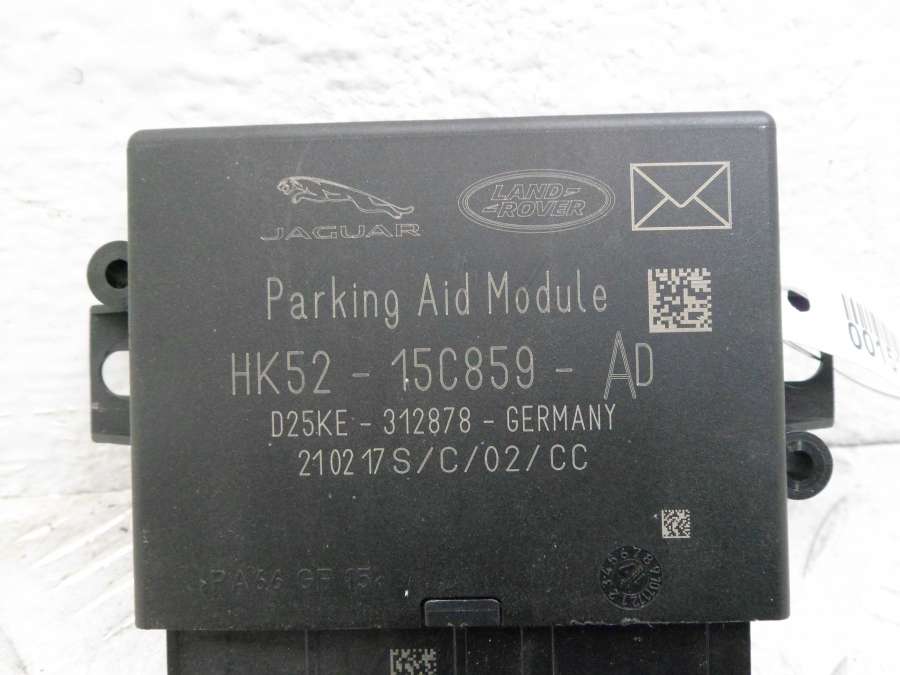 JAGUAR
LAND-
-ROVER
Parking Aid Module
HK52 - 15C859 - AD
D25KE - 312878 - GERMANY
210217S/C/02/CC